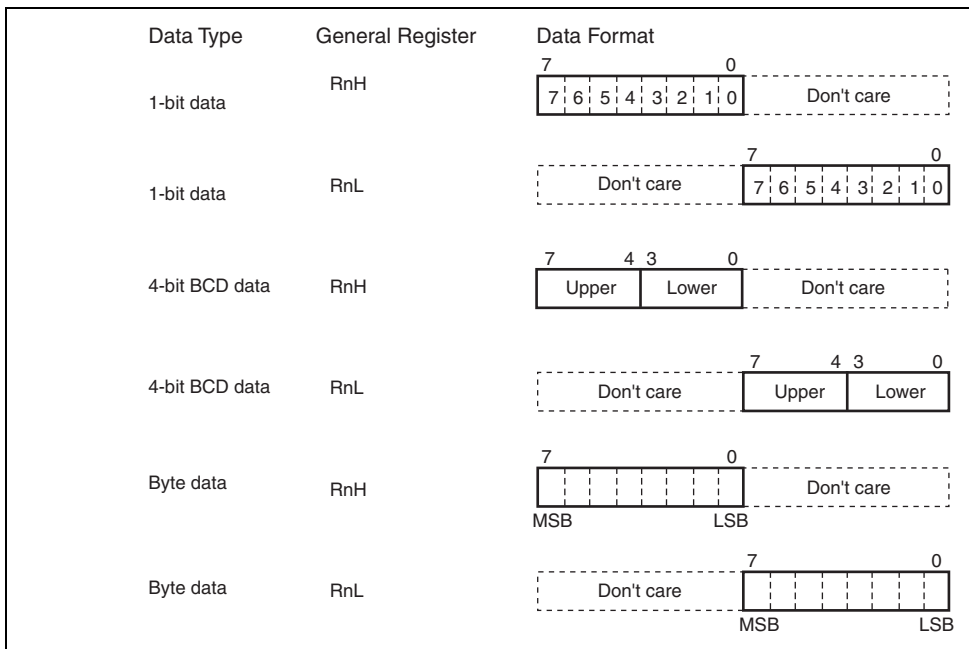 Data Type General Register Data Format
7 0
1-bit data RnH 7 6 5 4 3 2 1 0 Don't care
7 0
1-bit data RnL Don't care 7 6 5 4 3 2 1 0
7 4 3 0
4-bit BCD data RnH Upper Lower Don't care
7 4 3 0
4-bit BCD data RnL Don't care Upper Lower
7 0
Byte data RnH Don't care
MSB LSB
7 0
Byte data RnL Don't care
MSB LSB